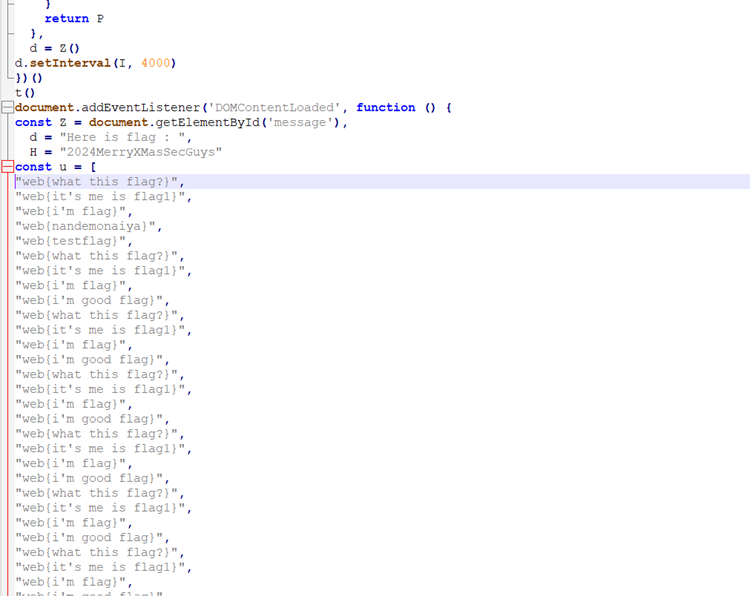 }
return P
},
d = Z()
d.setInterval(I, 4000)
})()
t()
document.addEventListener('DOMContentLoaded', function () {
const Z = document.getElementById('message'),
d = "Here is flag : ",
H = "2024MerryXMasSecGuys"
const u = [
"web{what this flag?}",
"web{it's me is flag1}",
"web{i'm flag}",
"web{nandemonaiya}",
"web{testflag}",
"web{what this flag?}",
"web{it's me is flag1}",
"web{i'm flag}",
"web{i'm good flag}",
"web{what this flag?}",
"web{it's me is flag1}",
"web{i'm flag}",
"web{i'm good flag}",
"web{what this flag?}",
"web{it's me is flag1}",
"web{i'm flag}",
"web{i'm good flag}",
"web{what this flag?}",
"web{it's me is flag1}",
"web{i'm flag}",
"web{i'm good flag}",
"web{what this flag?}",
"web{it's me is flag1}",
"web{i'm flag}",
"web{i'm good flag}",
"web{what this flag?}",
"web{it's me is flag1}",
"web{i'm flag}",